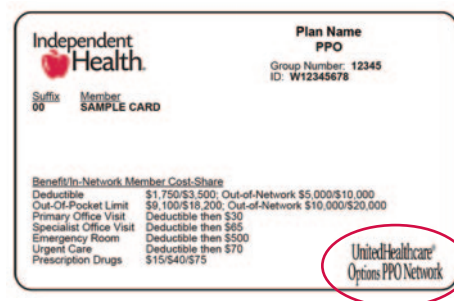 Independent
Health®
Plan Name
PPO
Group Number: 12345
ID: W12345678
Suffix Member
00 SAMPLE CARD
Benefit/In-Network Member Cost-Share
Deductible $1,750/$3,500; Out-of-Network $5,000/$10,000
Out-Of-Pocket Limit $9,100/$18,200; Out-of-Network $10,000/$20,000
Primary Office Visit Deductible then $30
Specialist Office Visit Deductible then $65
Emergency Room Deductible then $500
Urgent Care Deductible then $70
Prescription Drugs $15/$40/$75
UnitedHealthcare®
Options PPO Network